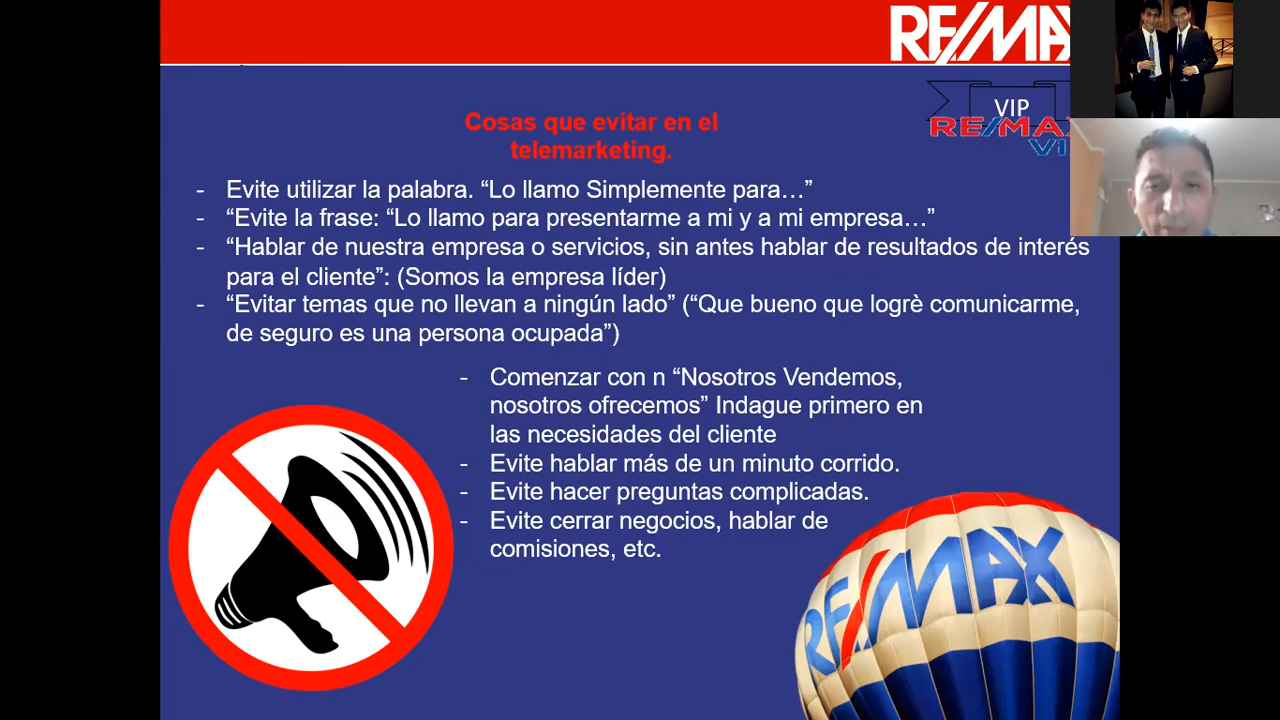 RE/MAX
VIP
RE/MAX
VI
Cosas que evitar en el
telemarketing.
- Evite utilizar la palabra. “Lo llamo Simplemente para…”
- “Evite la frase: “Lo llamo para presentarme a mi y a mi empresa…”
- “Hablar de nuestra empresa o servicios, sin antes hablar de resultados de interés
para el cliente”: (Somos la empresa líder)
- “Evitar temas que no llevan a ningún lado” (“Que bueno que logrè comunicarme,
de seguro es una persona ocupada”)
- Comenzar con n “Nosotros Vendemos,
nosotros ofrecemos” Indague primero en
las necesidades del cliente
- Evite hablar más de un minuto corrido.
- Evite hacer preguntas complicadas.
- Evite cerrar negocios, hablar de
comisiones, etc.
RE/MAX